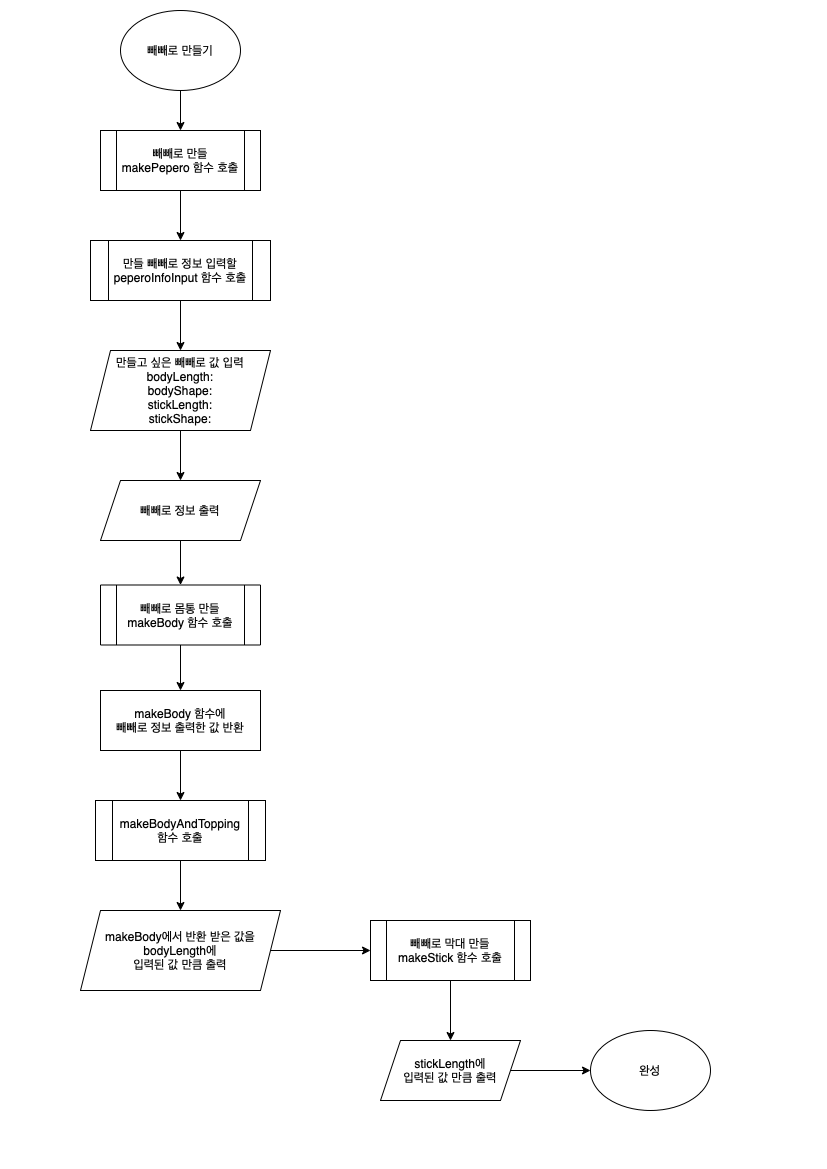 빼빼로 만들기
빼빼로 만들
makePepero 함수 호출
만들 빼빼로 정보 입력할
peperoInfoInput 함수 호출
만들고 싶은 빼빼로 값 입력
bodyLength:
bodyShape:
stickLength:
stickShape:
빼빼로 정보 출력
빼빼로 몸통 만들
makeBody 함수 호출
makeBody 함수에
빼빼로 정보 출력한 값 반환
makeBodyAndTopping
함수 호출
makeBody에서 반환 받은 값을
bodyLength에
입력된 값 만큼 출력
빼빼로 막대 만들
makeStick 함수 호출
stickLength에
입력된 값 만큼 출력
완성